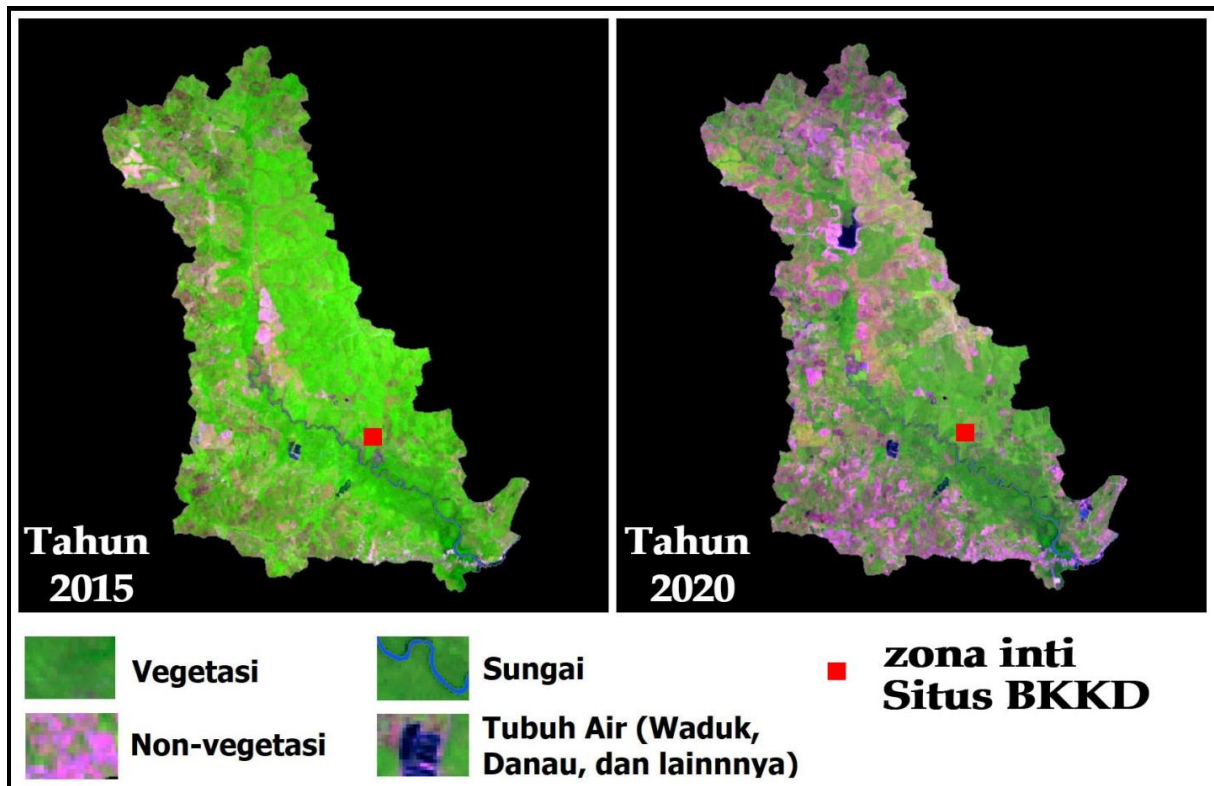 Tahun
2015
Tahun
2020
Vegetasi
Non-vegetasi
Sungai
Tubuh Air (Waduk,
Danau, dan lainnnya)
zona inti
Situs BKKD